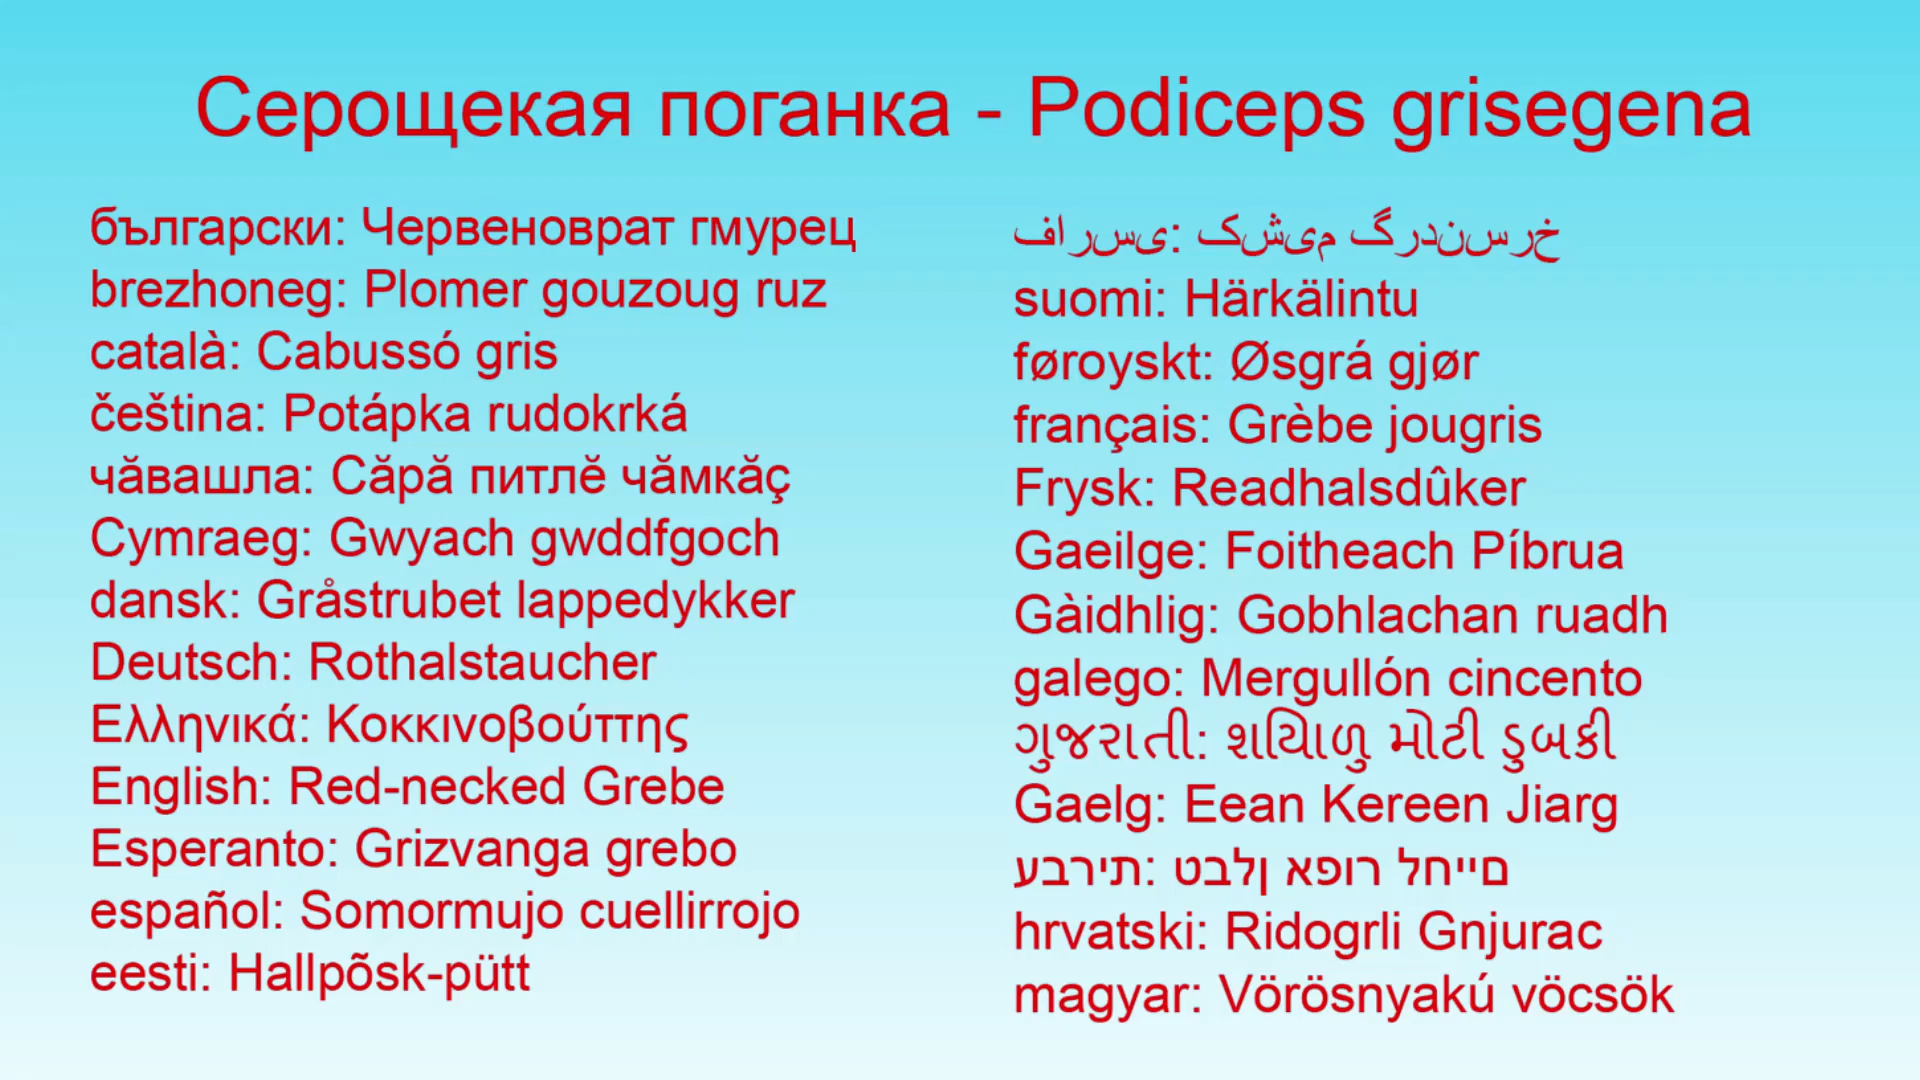 Серощекая поганка - Podiceps grisegena
български: Червеноврат гмурец
brezhoneg: Plomer gouzoug ruz
català: Cabussó gris
čeština: Potápka rudokrká
чӑвашла: Сӑрӑ питлӗ чӑмкӑҫ
Cymraeg: Gwyach gwddfgoch
dansk: Gråstrubet lappedykker
Deutsch: Rothalstaucher
Ελληνικά: Κοκκινοβούττης
English: Red-necked Grebe
Esperanto: Grizvanga grebo
español: Somormujo cuellirrojo
eesti: Hallpõsk-pütt
فارسی: کشیم گردنسرخ
suomi: Härkälintu
føroyskt: Øsgrá gjør
français: Grèbe jougris
Frysk: Readhalsdûker
Gaeilge: Foitheach Píbrua
Gàidhlig: Gobhlachan ruadh
galego: Mergullón cincento
ગુજરાતી: શિયાળુ મોટી ડુબકી
Gaelg: Eean Kereen Jiarg
עברית: טבלן אפור לחיים
hrvatski: Ridogrli Gnjurac
magyar: Vörösnyakú vöcsök